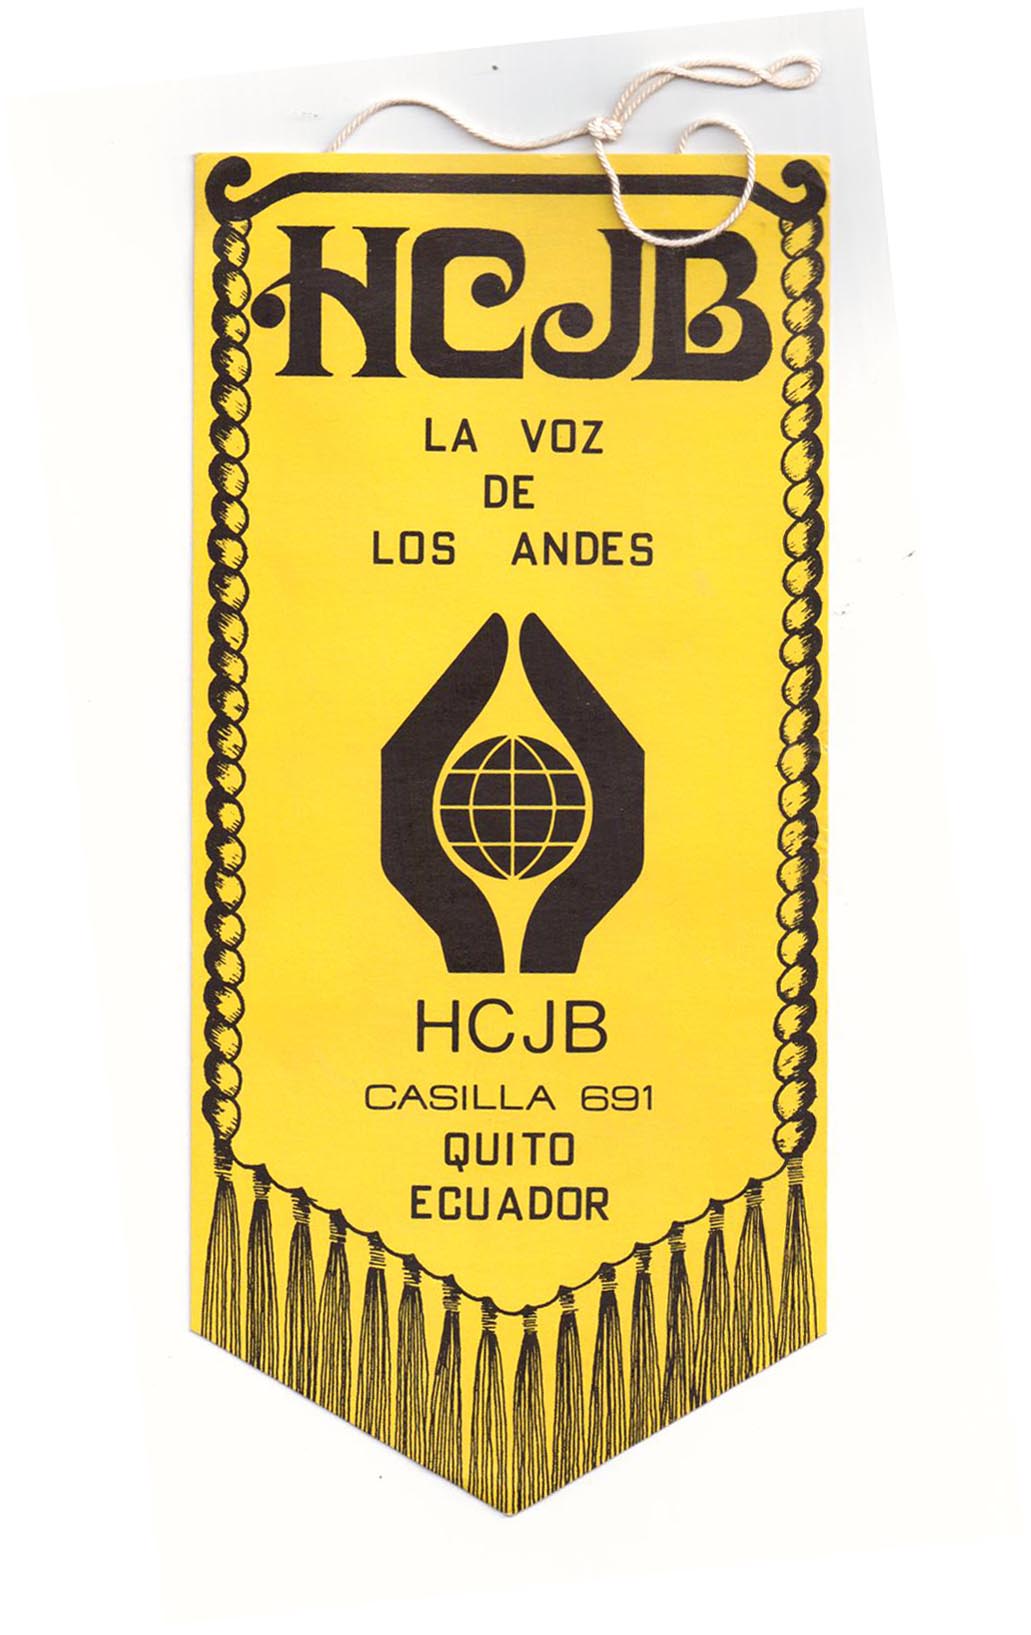 HCJB
LA VOZ
DE
LOS ANDES
HCJB
CASILLA 691
QUITO
ECUADOR